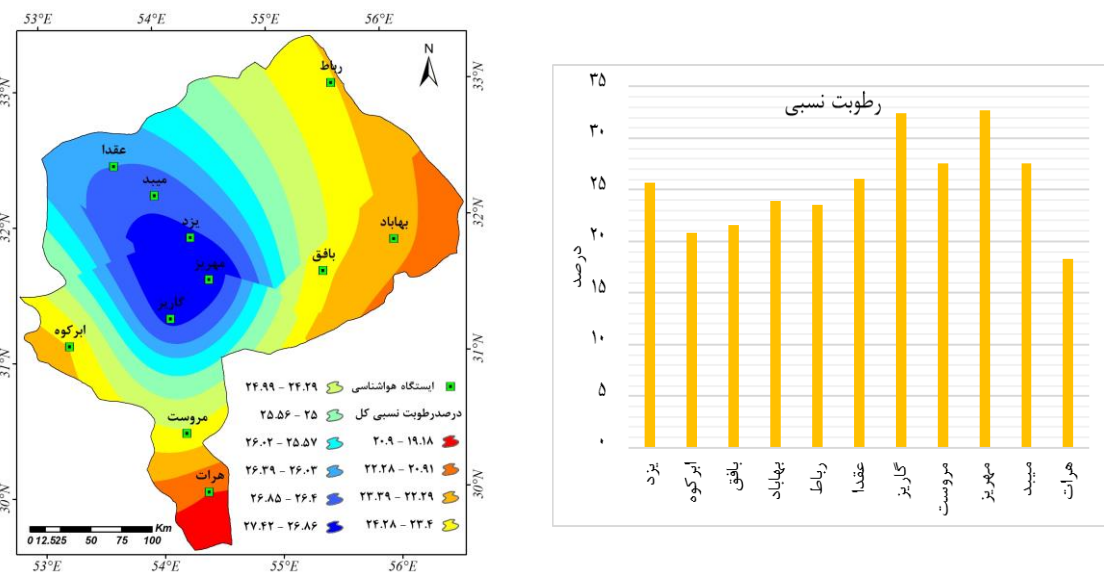 53°E 54°E 55°E 56°E
N
33°N 33°N
32°N 32°N
31°N 31°N
30°N 30°N
رباط
عقدا
میبد
یزد
بهاباد
بافق
مهریز
گاریز
ابرکوه
مروست
هرات
ایستگاه هواشناسی
درصدرطوبت نسبی کل
۲۰.۹ - ۱۹.۱۸
۲۲.۲۸ - ۲۰.۹۱
۲۳.۳۹ - ۲۲.۲۹
۲۴.۲۸ - ۲۳.۴
۲۴.۹۹ - ۲۴.۲۹
۲۵.۵۶ - ۲۵
۲۶.۰۲ - ۲۵.۵۷
۲۶.۳۹ - ۲۶.۰۳
۲۶.۸۵ - ۲۶.۴
۲۷.۴۲ - ۲۶.۸۶
Km
0 12.525 50 75 100
53°E 54°E 55°E 56°E
رطوبت نسبی
درصد
۳۵
۳۰
۲۵
۲۰
۱۵
۱۰
۵
۰
یزد
ابرکوه
بافق
بهاباد
رباط
عقدا
گاریز
مروست
مهریز
میبد
هرات